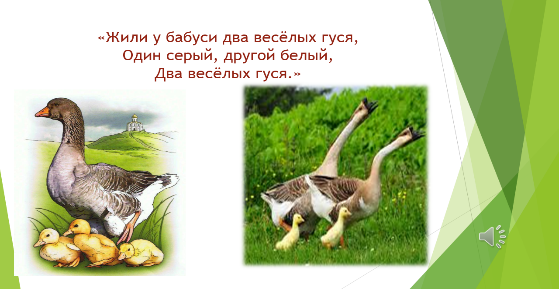 «Жили у бабуси два весёлых гуся,
Один серый, другой белый,
Два весёлых гуся.»